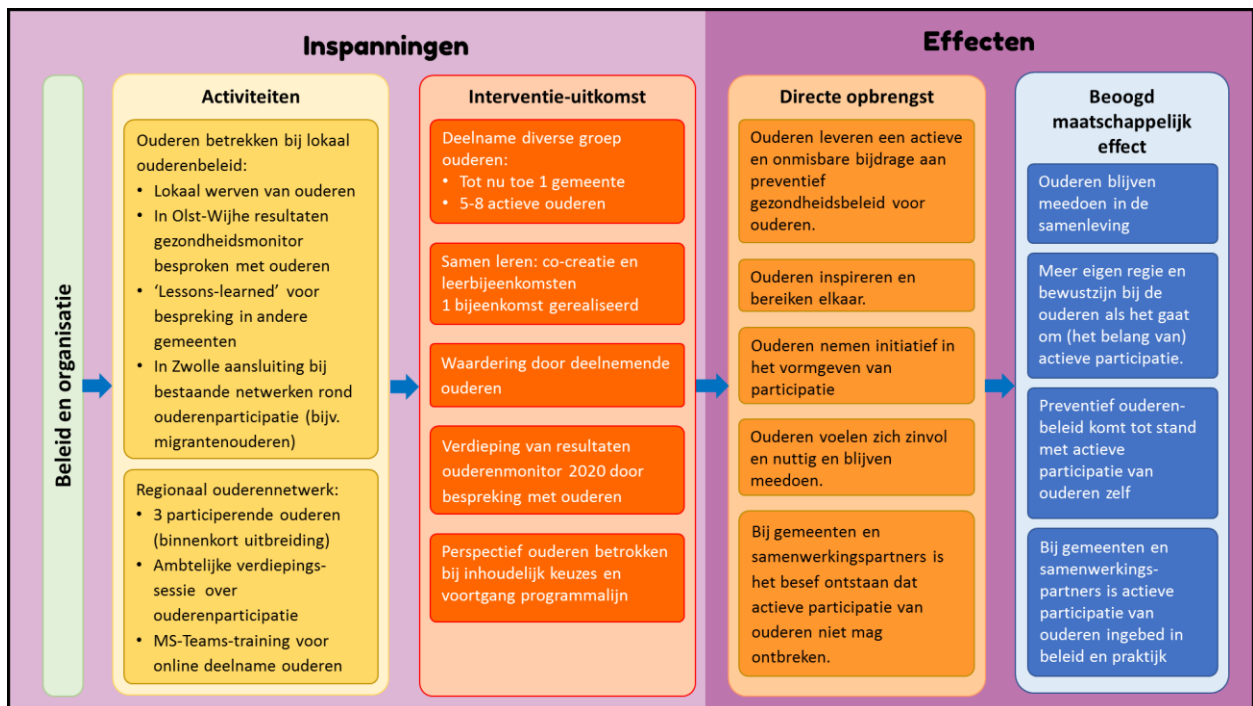 Inspanningen
Effecten
Beleid en organisatie
Activiteiten
Ouderen betrekken bij lokaal
ouderenbeleid:
• Lokaal werven van ouderen
• In Olst-Wijhe resultaten
gezondheidsmonitor
besproken met ouderen
• ‘Lessons-learned’ voor
bespreking in andere
gemeenten
• In Zwolle aansluiting bij
bestaande netwerken rond
ouderenparticipatie (bijv.
migrantenouderen)
Regionaal ouderennetwerk:
• 3 participerende ouderen
(binnenkort uitbreiding)
• Ambtelijke verdiepings-
sessie over
ouderenparticipatie
• MS-Teams-training voor
online deelname ouderen
Interventie-uitkomst
Deelname diverse groep
ouderen:
• Tot nu toe 1 gemeente
• 5-8 actieve ouderen
Samen leren: co-creatie en
leerbijeenkomsten
1 bijeenkomst gerealiseerd
Waardering door deelnemende
ouderen
Verdieping van resultaten
ouderenmonitor 2020 door
bespreking met ouderen
Perspectief ouderen betrokken
bij inhoudelijk keuzes en
voortgang programmalijn
Directe opbrengst
Ouderen leveren een actieve
en onmisbare bijdrage aan
preventief
gezondheidsbeleid voor
ouderen.
Ouderen inspireren en
bereiken elkaar.
Ouderen nemen initiatief in
het vormgeven van
participatie
Ouderen voelen zich zinvol
en nuttig en blijven
meedoen.
Bij gemeenten en
samenwerkingspartners is
het besef ontstaan dat
actieve participatie van
ouderen niet mag
ontbreken.
Beoogd
maatschappelijk
effect
Ouderen blijven
meedoen in de
samenleving
Meer eigen regie en
bewustzijn bij de
ouderen als het gaat
om (het belang van)
actieve participatie.
Preventief ouderen-
beleid komt tot stand
met actieve
participatie van
ouderen zelf
Bij gemeenten en
samenwerkings-
partners is actieve
participatie van
ouderen ingebed in
beleid en praktijk